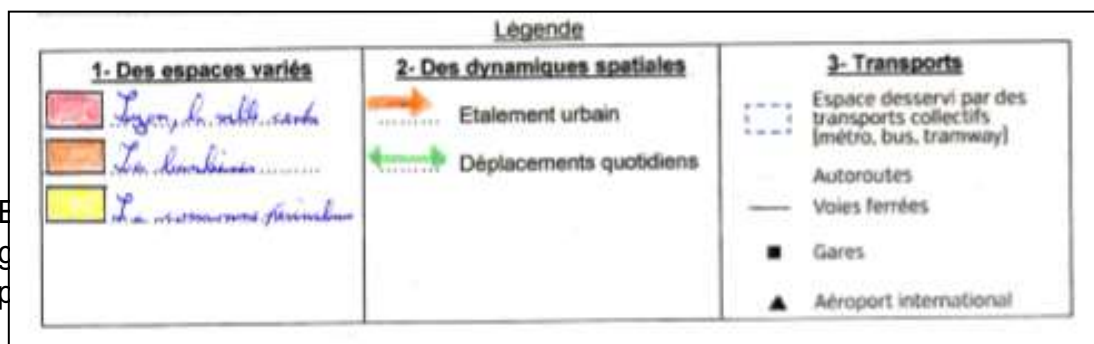 Légende
1- Des espaces variés
Lyon, la ville centre
La banlieue
La couronne périurbaine
2- Des dynamiques spatiales
Etalement urbain
Déplacements quotidiens
3- Transports
Espace desservi par des
transports collectifs
[métro, bus, tramway]
Autoroutes
Voies ferrées
Gares
Aéroport international